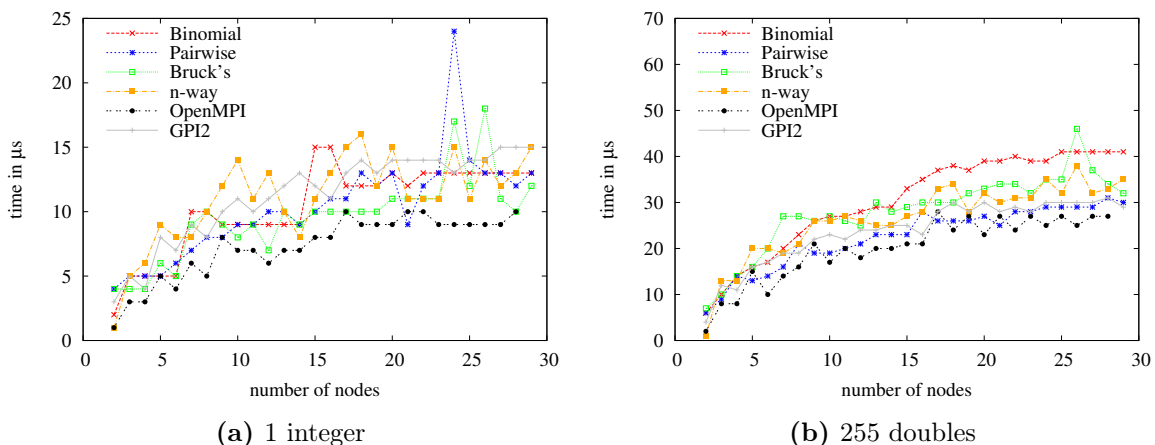 25
20
15
10
5
0
time in µs
Binomial
Pairwise
Bruck's
n-way
OpenMPI
GPI2
0 5 10 15 20 25 30
number of nodes
(a) 1 integer
70
60
50
40
30
20
10
0
time in µs
Binomial
Pairwise
Bruck's
n-way
OpenMPI
GPI2
0 5 10 15 20 25 30
number of nodes
(b) 255 doubles